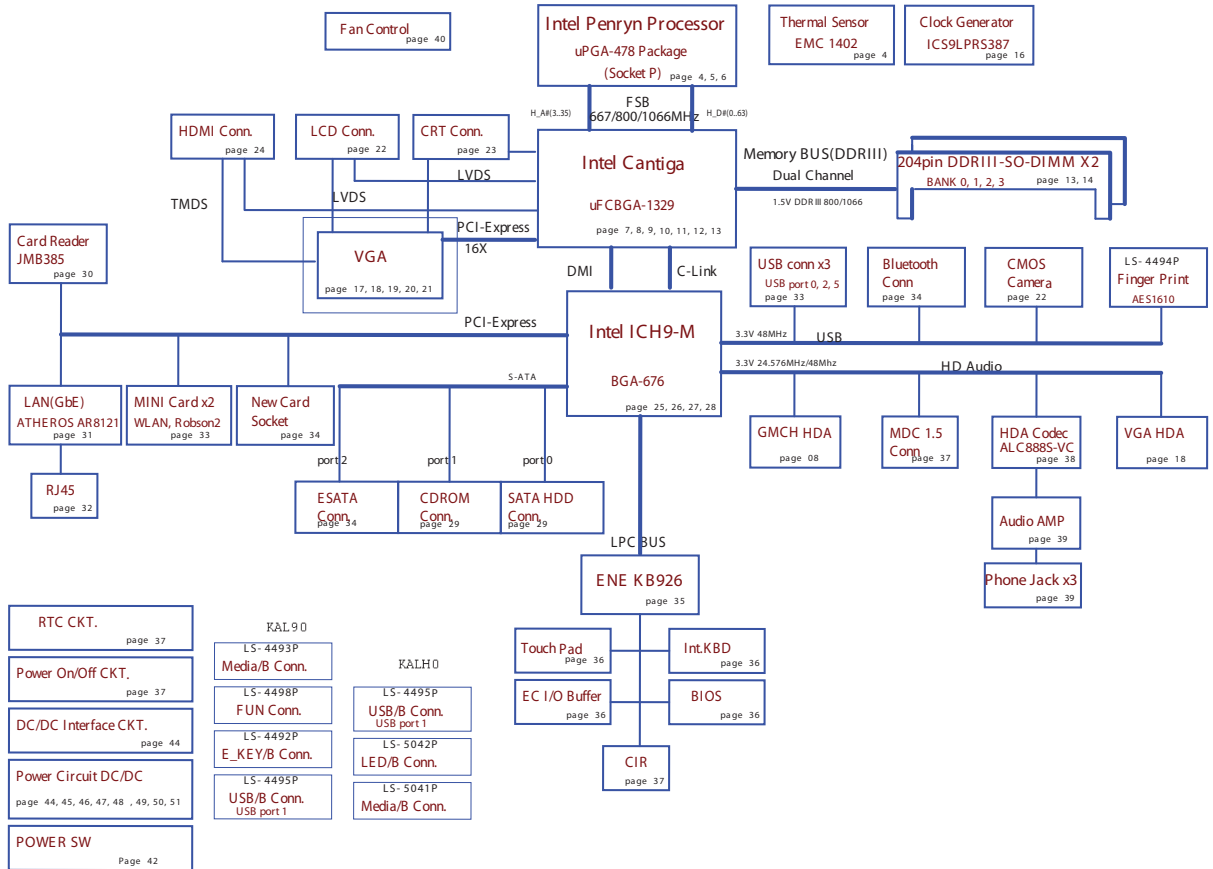 Fan Control
page 40
Intel Penryn Processor
uPGA-478 Package
(Socket P)
page 4, 5, 6
Thermal Sensor
EMC 1402
page 4
Clock Generator
ICS9LPRS387
page 16
H_A#(3..35)
FSB
667/800/1066MHz
H_D#(0..63)
HDMI Conn.
page 24
LCD Conn.
page 22
CRT Conn.
page 23
Intel Cantiga
uFCBGA-1329
page 7, 8, 9, 10, 11, 12, 13
Memory BUS(DDRIII)
Dual Channel
1.5V DDRIII 800/1066
204pin DDRIII-SO-DIMM X2
BANK 0, 1, 2, 3
page 13, 14
LVDS
LVDS
TMDS
PCI-Express
16X
VGA
page 17, 18, 19, 20, 21
Card Reader
JMB385
page 30
DMI
C-Link
USB conn x3
USB port 0, 2, 5
page 33
Bluetooth
Conn
page 34
CMOS
Camera
page 22
LS-4494P
Finger Print
AES1610
PCI-Express
Intel ICH9-M
BGA-676
page 25, 26, 27, 28
3.3V 48MHz
USB
3.3V 24.576MHz/48Mhz
HD Audio
S-ATA
LAN(GbE)
ATHEROS AR8121
page 31
MINI Card x2
WLAN, Robson2
page 33
New Card
Socket
page 34
GMCH HDA
page 08
MDC 1.5
Conn
page 37
HDA Codec
ALC888S-VC
page 38
VGA HDA
page 18
port 2
port 1
port 0
RJ45
page 32
ESATA
Conn.
page 34
CDROM
Conn.
page 29
SATA HDD
Conn.
page 29
Audio AMP
page 39
Phone Jack x3
page 39
LPC BUS
ENE KB926
page 35
Touch Pad
page 36
Int.KBD
page 36
EC I/O Buffer
page 36
BIOS
page 36
CIR
page 37
RTC CKT.
page 37
Power On/Off CKT.
page 37
DC/DC Interface CKT.
page 44
Power Circuit DC/DC
page 44, 45, 46, 47, 48 , 49, 50, 51
POWER SW
Page 42
KAL90
LS-4493P
Media/B Conn.
LS-4498P
FUN Conn.
LS-4492P
E_KEY/B Conn.
LS-4495P
USB/B Conn.
USB port 1
KALH0
LS-4495P
USB/B Conn.
USB port 1
LS-5042P
LED/B Conn.
LS-5041P
Media/B Conn.